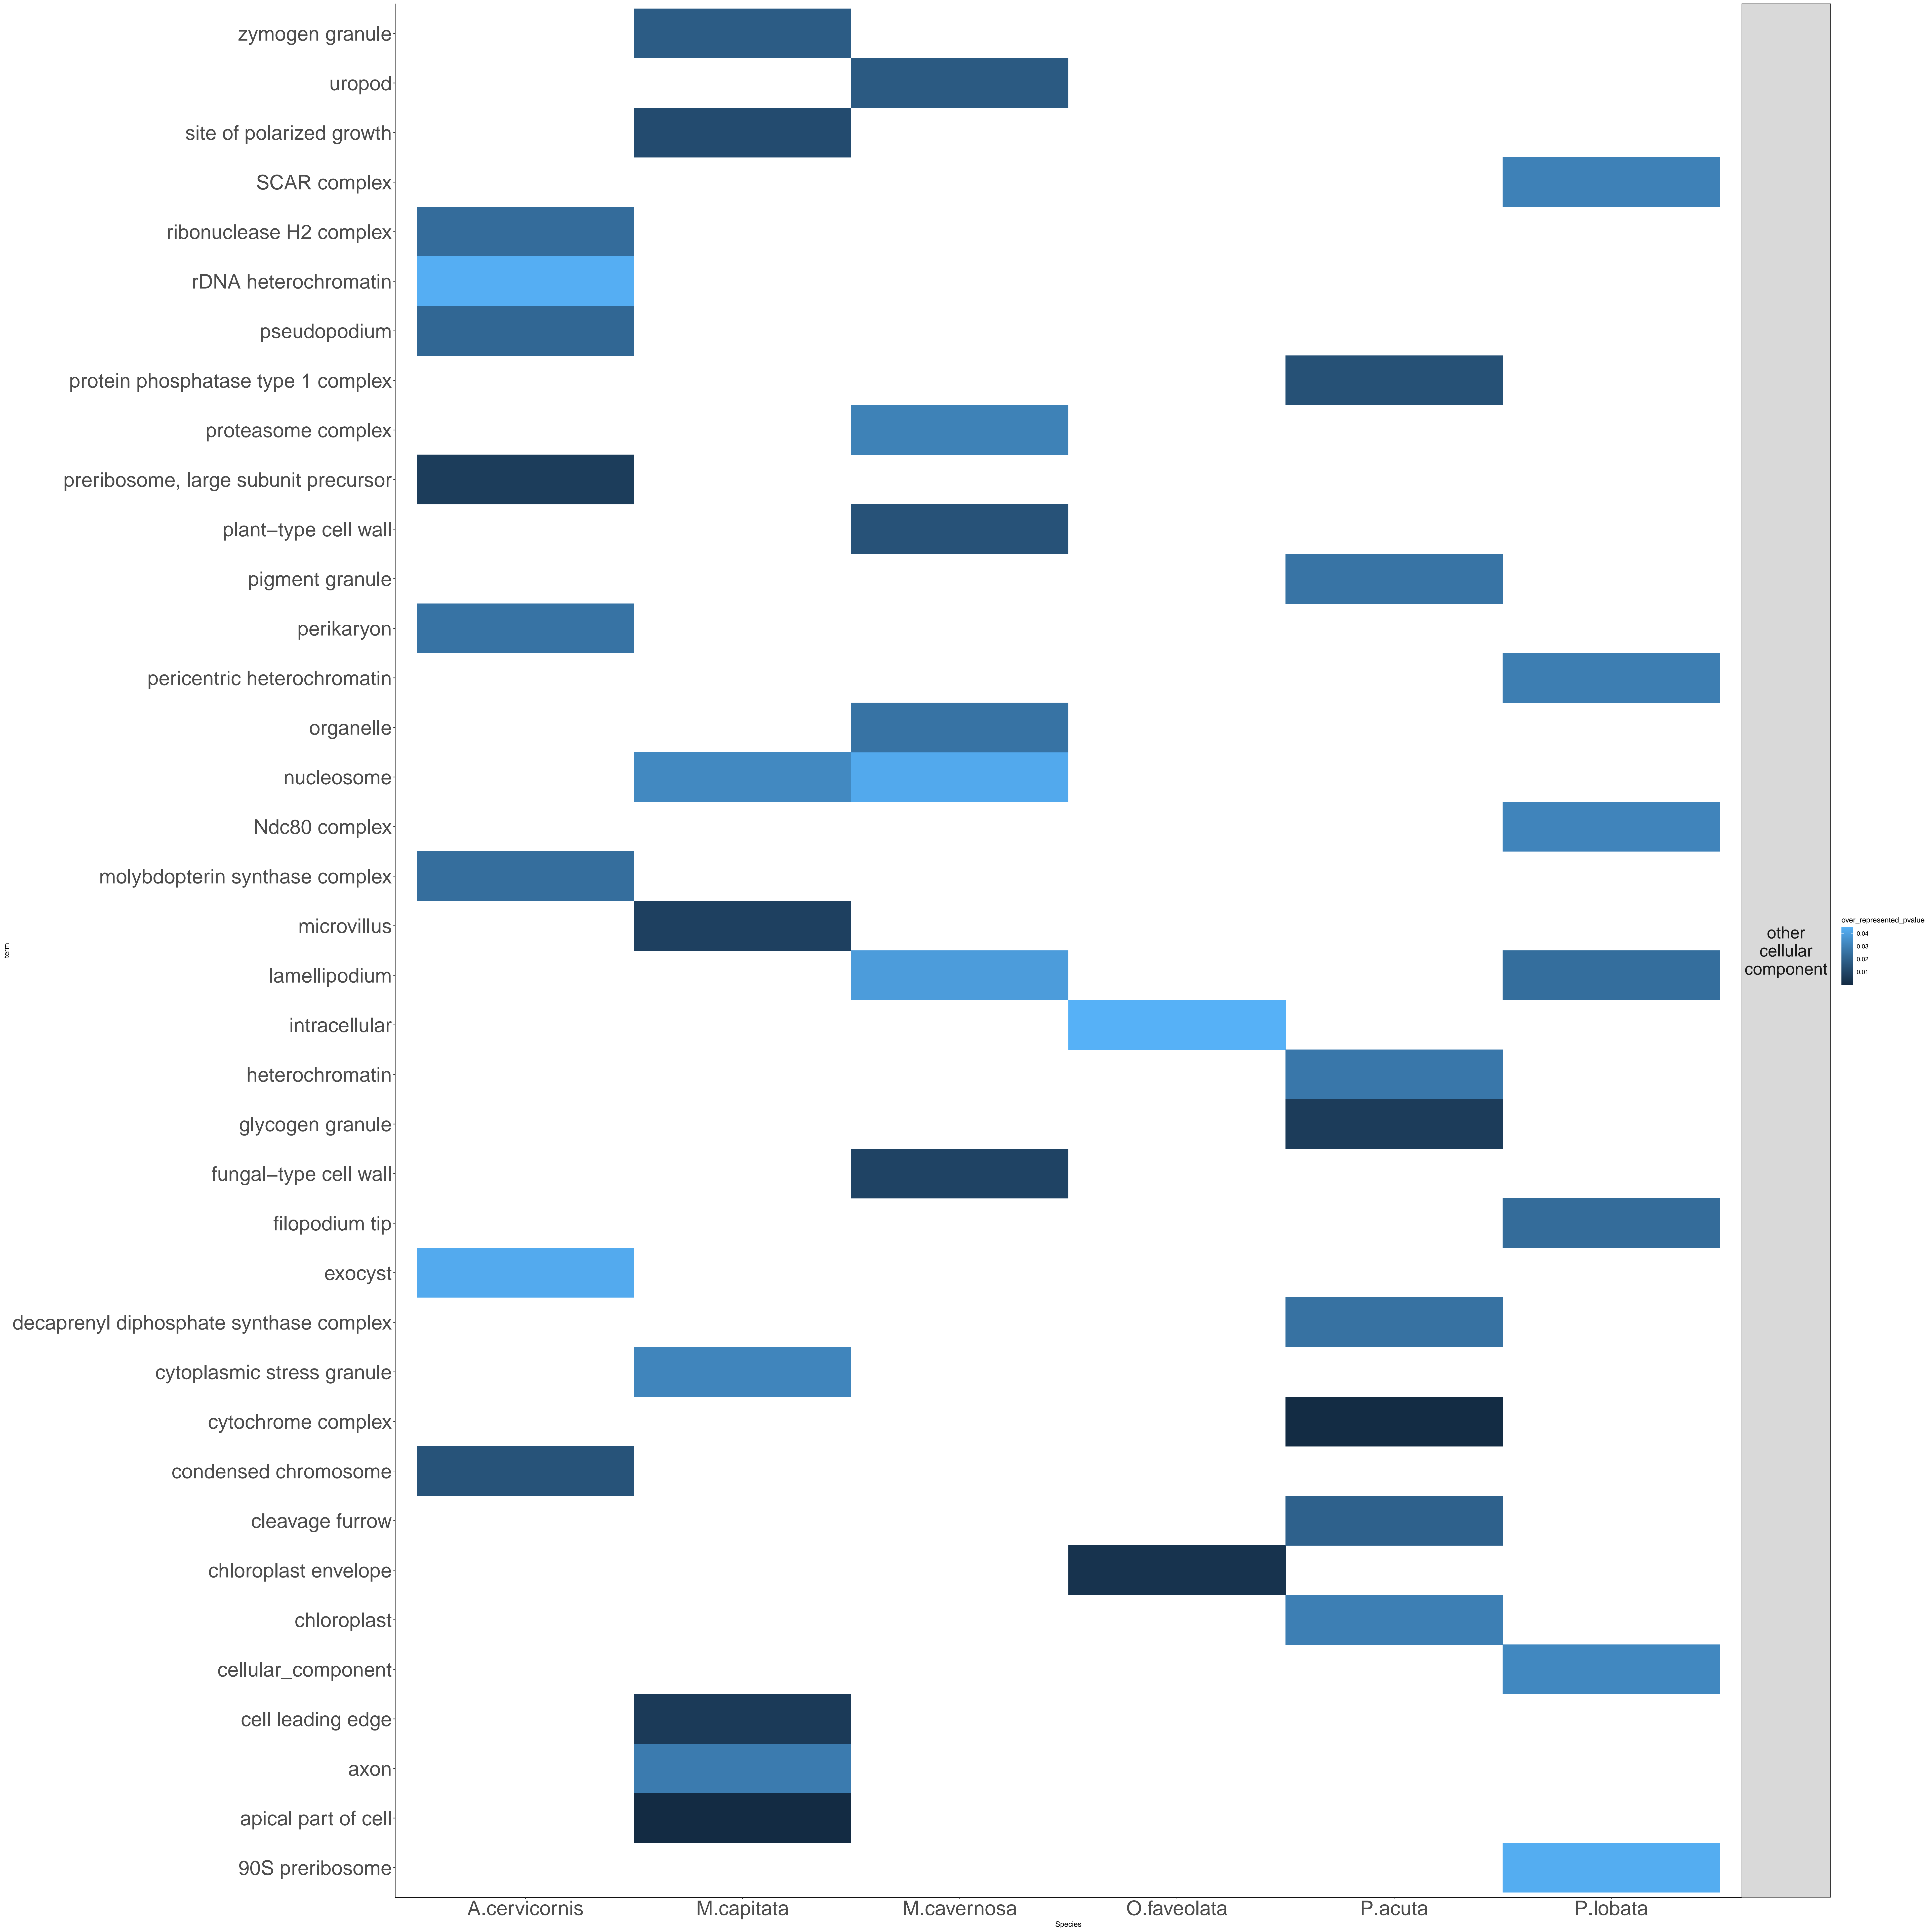 zymogen granule
uropod
site of polarized growth
SCAR complex
ribonuclease H2 complex
rDNA heterochromatin
pseudopodium
protein phosphatase type 1 complex
proteasome complex
preribosome, large subunit precursor
plant−type cell wall
pigment granule
perikaryon
pericentric heterochromatin
organelle
nucleosome
Ndc80 complex
molybdopterin synthase complex
microvillus
lamellipodium
intracellular
heterochromatin
glycogen granule
fungal−type cell wall
filopodium tip
exocyst
decaprenyl diphosphate synthase complex
cytoplasmic stress granule
cytochrome complex
condensed chromosome
cleavage furrow
chloroplast envelope
chloroplast
cellular_component
cell leading edge
axon
apical part of cell
90S preribosome
term
A.cervicornis M.capitata M.cavernosa O.faveolata P.acuta P.lobata
Species
other
cellular
component
over_represented_pvalue
0.04
0.03
0.02
0.01